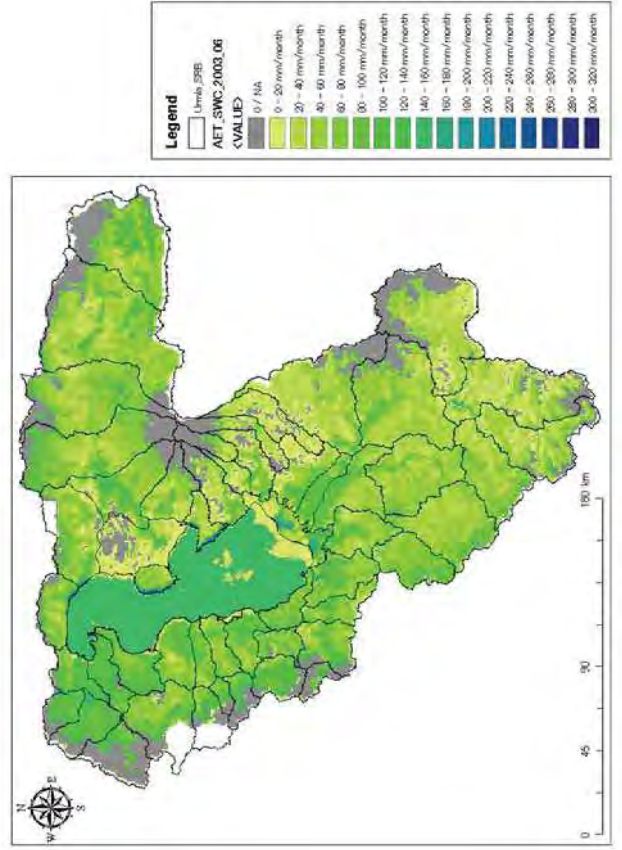 N
W
E
S
0
45
90
180 km
Legend
Urmia_SRB
AET_SWC_2003_06
<VALUE>
0 / NA
0 - 20 mm/month
20 - 40 mm/month
40 - 60 mm/month
60 - 80 mm/month
80 - 100 mm/month
100 - 120 mm/month
120 - 140 mm/month
140 - 160 mm/month
160 - 180 mm/month
180 - 200 mm/month
200 - 220 mm/month
220 - 240 mm/month
240 - 260 mm/month
260 - 280 mm/month
280 - 300 mm/month
300 - 320 mm/month